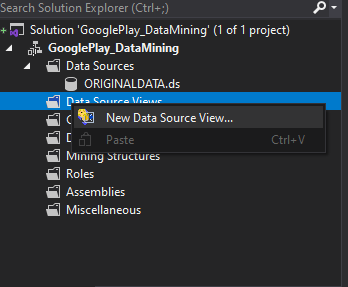 Search Solution Explorer (Ctrl+;)
Solution 'GooglePlay_DataMining' (1 of 1 project)
GooglePlay_DataMining
Data Sources
ORIGINALDATA.ds
Data Source Views
New Data Source View...
Paste Ctrl+V
Mining Structures
Roles
Assemblies
Miscellaneous